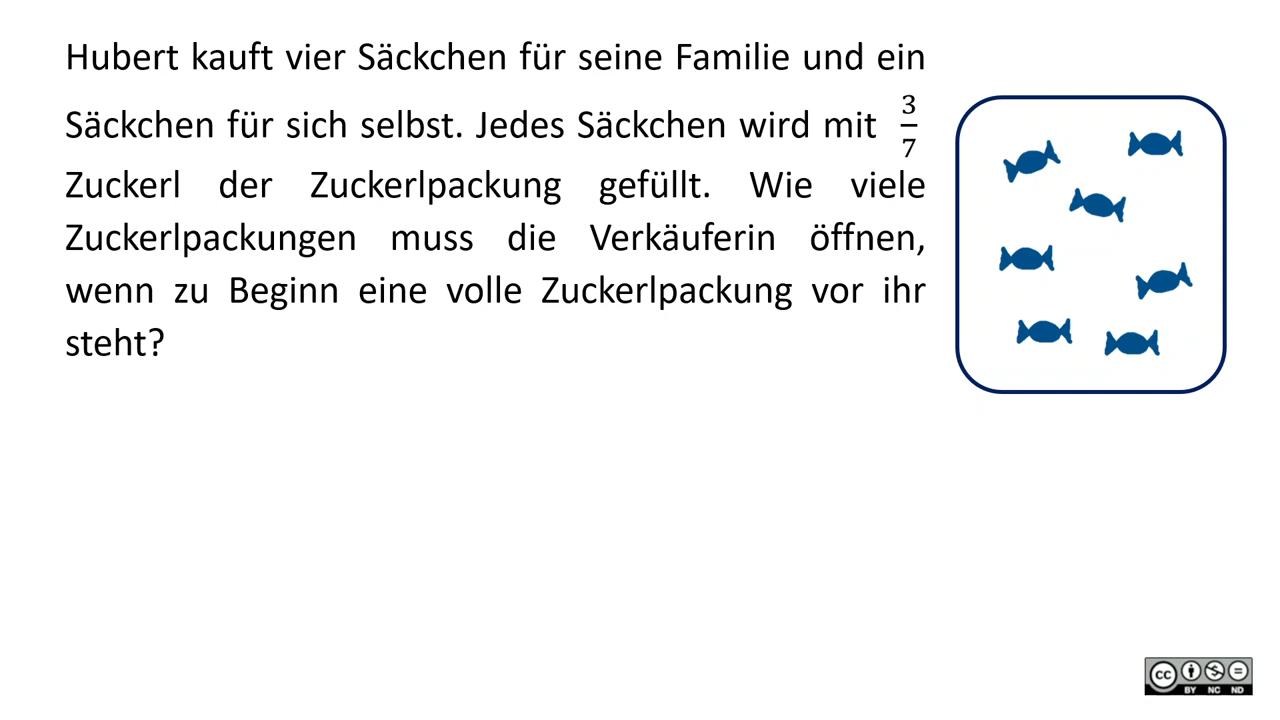 Hubert kauft vier Säckchen für seine Familie und ein
Säckchen für sich selbst. Jedes Säckchen wird mit 3/7
Zuckerl der Zuckerlpackung gefüllt. Wie viele
Zuckerlpackungen muss die Verkäuferin öffnen,
wenn zu Beginn eine volle Zuckerlpackung vor ihr
steht?
cc
BY NC ND